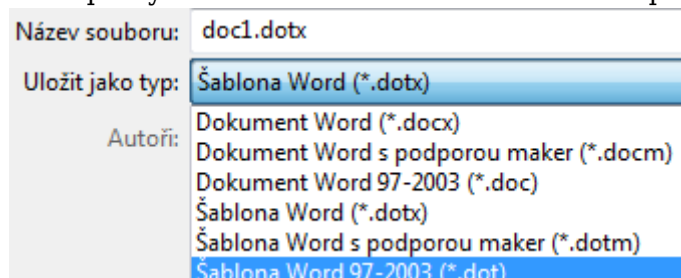 Název souboru: doc1.dotx
Uložit jako typ: Šablona Word (*.dotx)
Autoři:
Dokument Word (*.docx)
Dokument Word s podporou maker (*.docm)
Dokument Word 97-2003 (*.doc)
Šablona Word (*.dotx)
Šablona Word s podporou maker (*.dotm)
Šablona Word 97-2003 (*.dot)